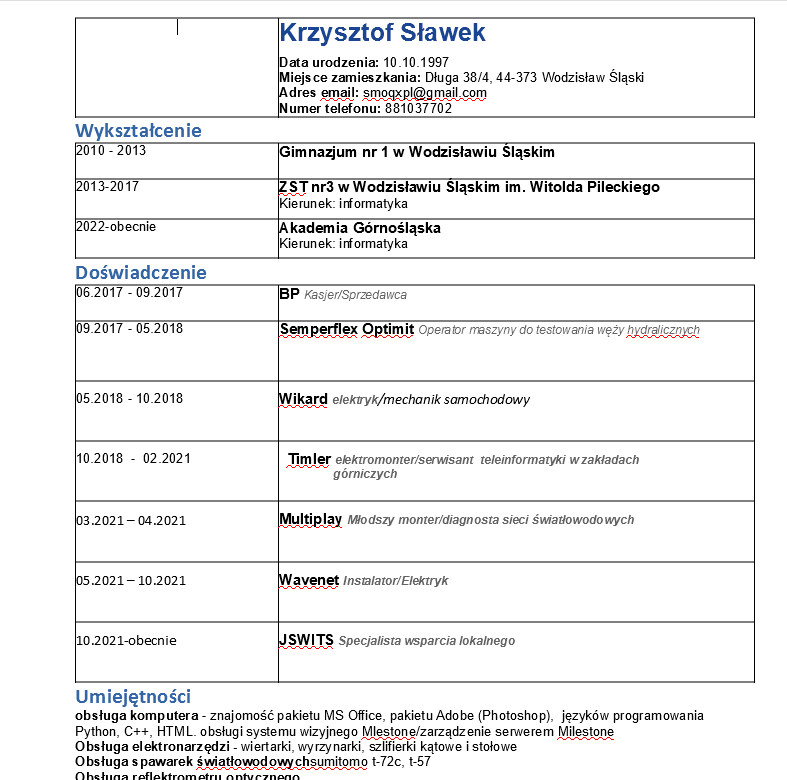 Krzysztof Sławek
Data urodzenia: 10.10.1997
Miejsce zamieszkania: Długa 38/4, 44-373 Wodzisław Śląski
Adres email: smoqxpl@gmail.com
Numer telefonu: 881037702
Wykształcenie
2010 - 2013 Gimnazjum nr 1 w Wodzisławiu Śląskim
2013-2017 ZST nr3 w Wodzisławiu Śląskim im. Witolda Pileckiego
Kierunek: informatyka
2022-obecnie Akademia Górnośląska
Kierunek: informatyka
Doświadczenie
06.2017 - 09.2017 BP Kasjer/Sprzedawca
09.2017 - 05.2018 Semperflex Optimit Operator maszyny do testowania węży hydralicznych
05.2018 - 10.2018 Wikard elektryk/mechanik samochodowy
10.2018 - 02.2021 Timler elektromonter/serwisant teleinformatyki w zakładach
górniczych
03.2021 – 04.2021 Multiplay Młodszy monter/diagnosta sieci światłowodowych
05.2021 – 10.2021 Wavenet Instalator/Elektryk
10.2021-obecnie JSWITS Specjalista wsparcia lokalnego
Umiejętności
obsługa komputera - znajomość pakietu MS Office, pakietu Adobe (Photoshop), języków programowania
Python, C++, HTML. obsługi systemu wizyjnego Mlestone/zarządzenie serwerem Milestone
Obsługa elektronarzędzi - wiertarki, wyrzynarki, szlifierki kątowe i stołowe
Obsługa spawarek światłowodowychsumitomo t-72c, t-57
Obsługa reflektometru optycznego